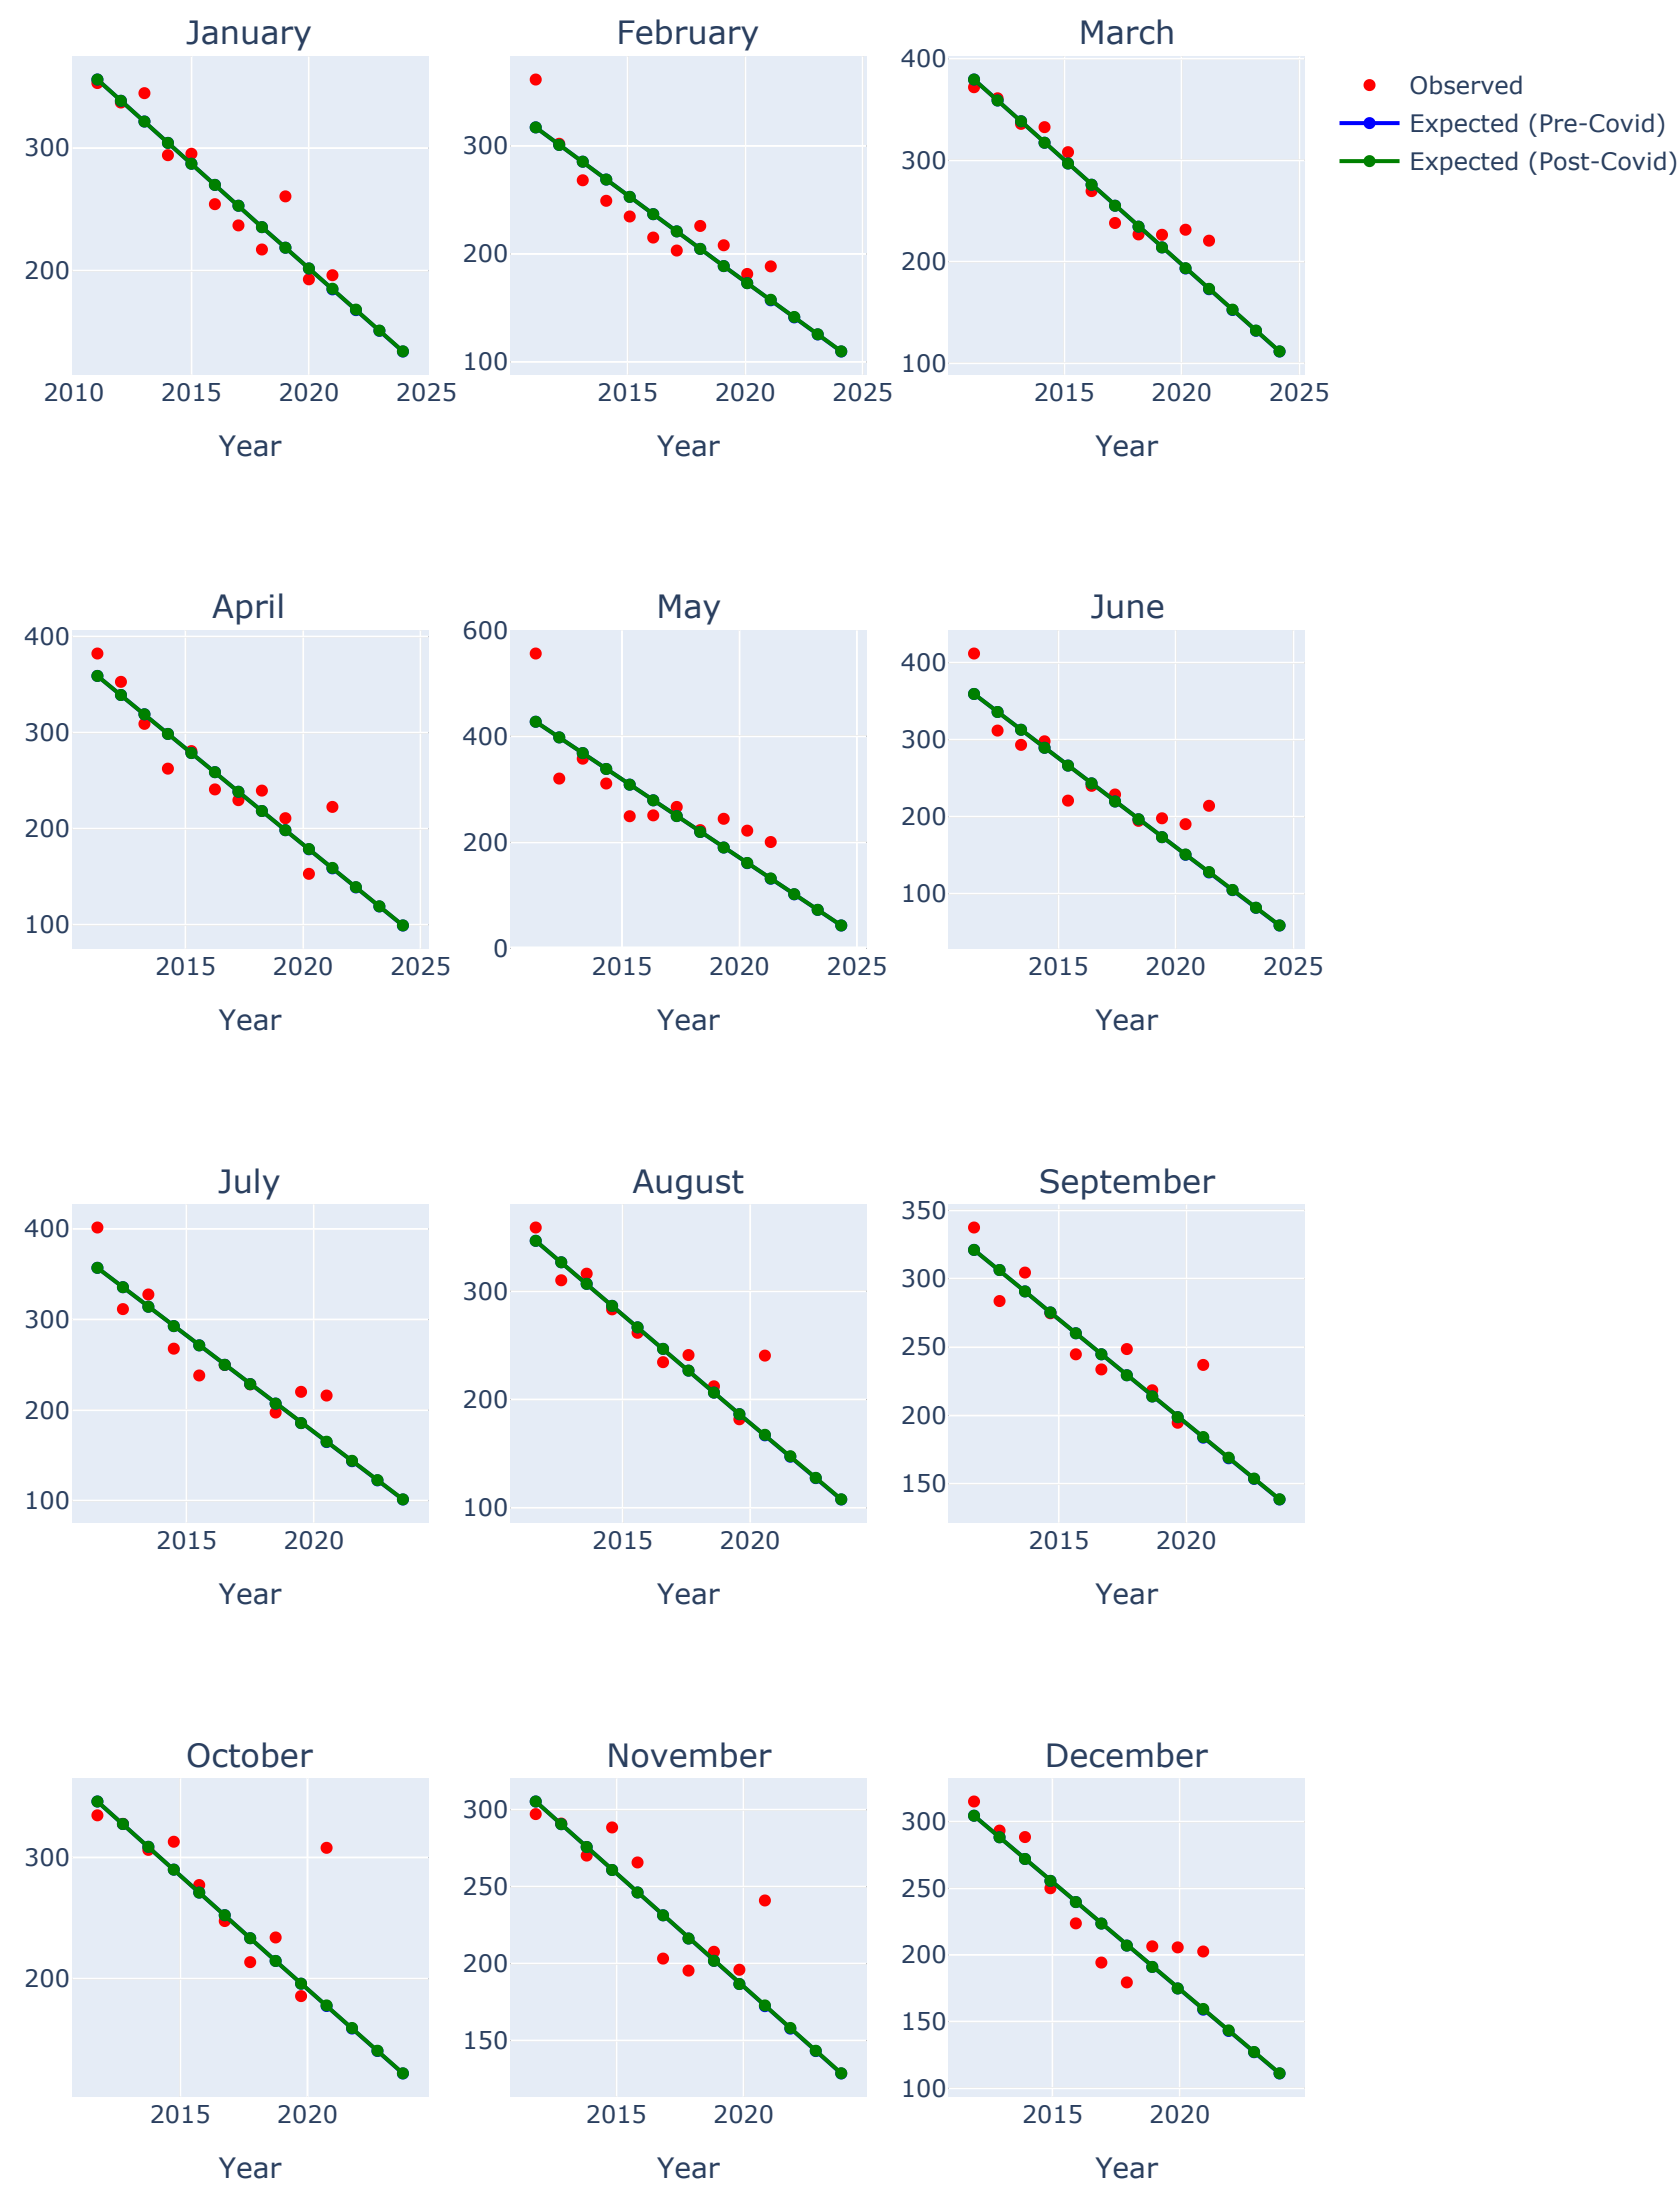 January
February
March
300
200
2010 2015 2020 2025
Year
300
200
100
2015 2020 2025
Year
400
300
200
100
2015 2020 2025
Year
Observed
Expected (Pre-Covid)
Expected (Post-Covid)
April
May
June
400
300
200
100
2015 2020 2025
Year
600
400
200
0
2015 2020 2025
Year
400
300
200
100
2015 2020 2025
Year
July
August
September
400
300
200
100
2015 2020
Year
300
200
100
2015 2020
Year
350
300
250
200
150
2015 2020
Year
October
November
December
300
200
2015 2020
Year
300
250
200
150
2015 2020
Year
300
250
200
150
100
2015 2020
Year